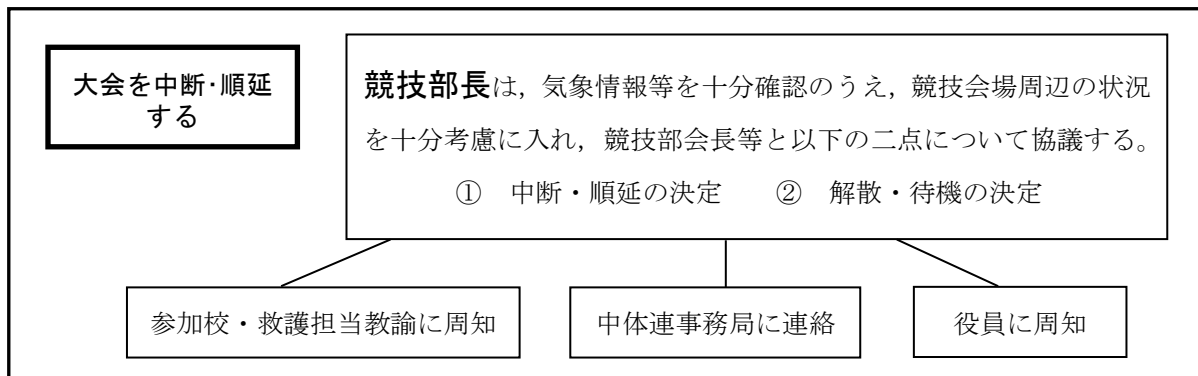 大会を中断・順延
する
競技部長は，気象情報等を十分確認のうえ，競技会場周辺の状況
を十分考慮に入れ，競技部会長等と以下の二点について協議する。
①　中断・順延の決定　　②　解散・待機の決定
参加校・救護担当教諭に周知
中体連事務局に連絡
役員に周知